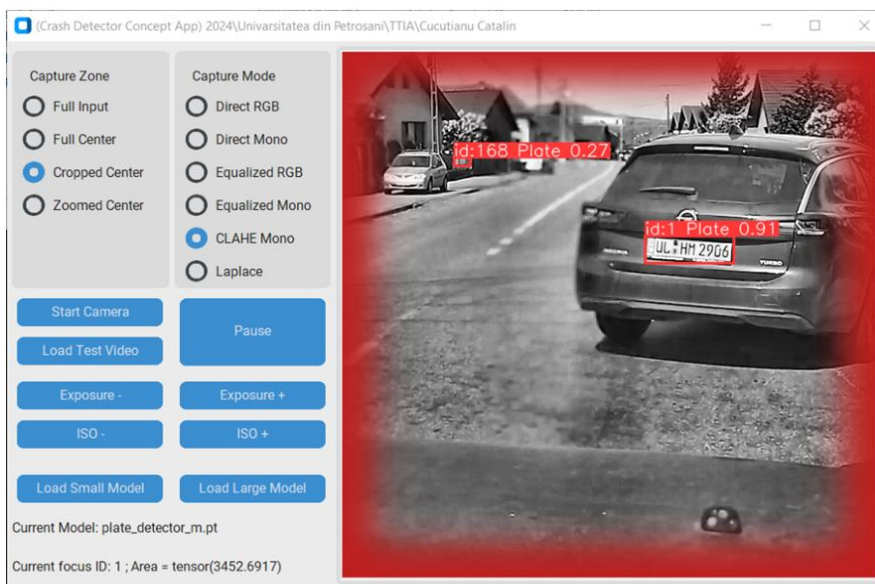 (Crash Detector Concept App) 2024\Univarsitatea din Petrosani\TTIA\Cucutianu Catalin
Capture Zone
Full Input
Full Center
Cropped Center
Zoomed Center
Capture Mode
Direct RGB
Direct Mono
Equalized RGB
Equalized Mono
CLAHE Mono
Laplace
Start Camera
Load Test Video
Pause
Exposure -
Exposure +
ISO -
ISO +
Load Small Model
Load Large Model
Current Model: plate_detector_m.pt
Current focus ID: 1 ; Area = tensor(3452.6917)
id:168 Plate 0.27
id:1 Plate 0.91
UL HM 2906
TURBO